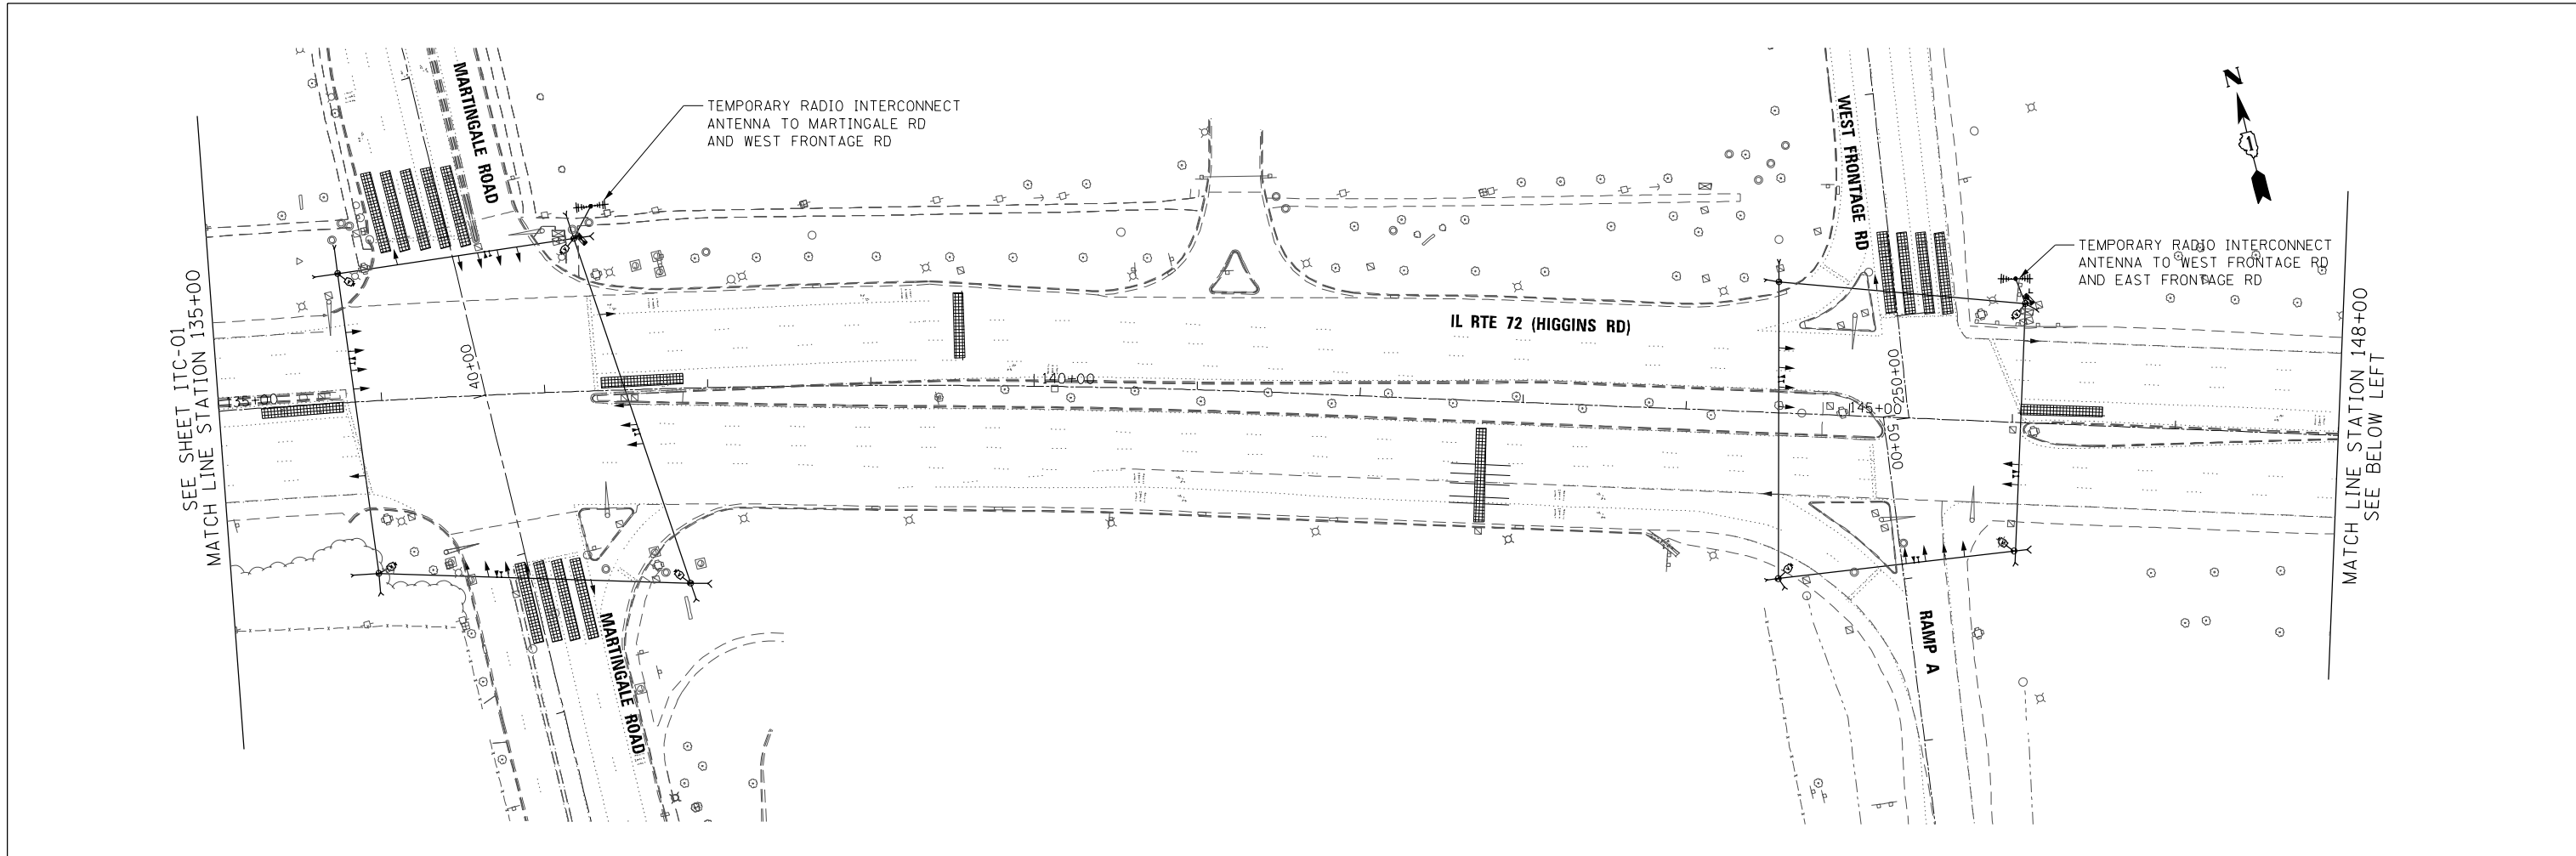 MARTINGALE ROAD
TEMPORARY RADIO INTERCONNECT
ANTENNA TO MARTINGALE RD
AND WEST FRONTAGE RD
WEST FRONTAGE RD
N
1
TEMPORARY RADIO INTERCONNECT
ANTENNA TO WEST FRONTAGE RD
AND EAST FRONTAGE RD
SEE SHEET ITC-01
MATCH LINE STATION 135+00
IL RTE 72 (HIGGINS RD)
40+00
135+00
140+00
145+00
250+00
50+00
MATCH LINE STATION 148+00
SEE BELOW LEFT
MARTINGALE ROAD
RAMP A